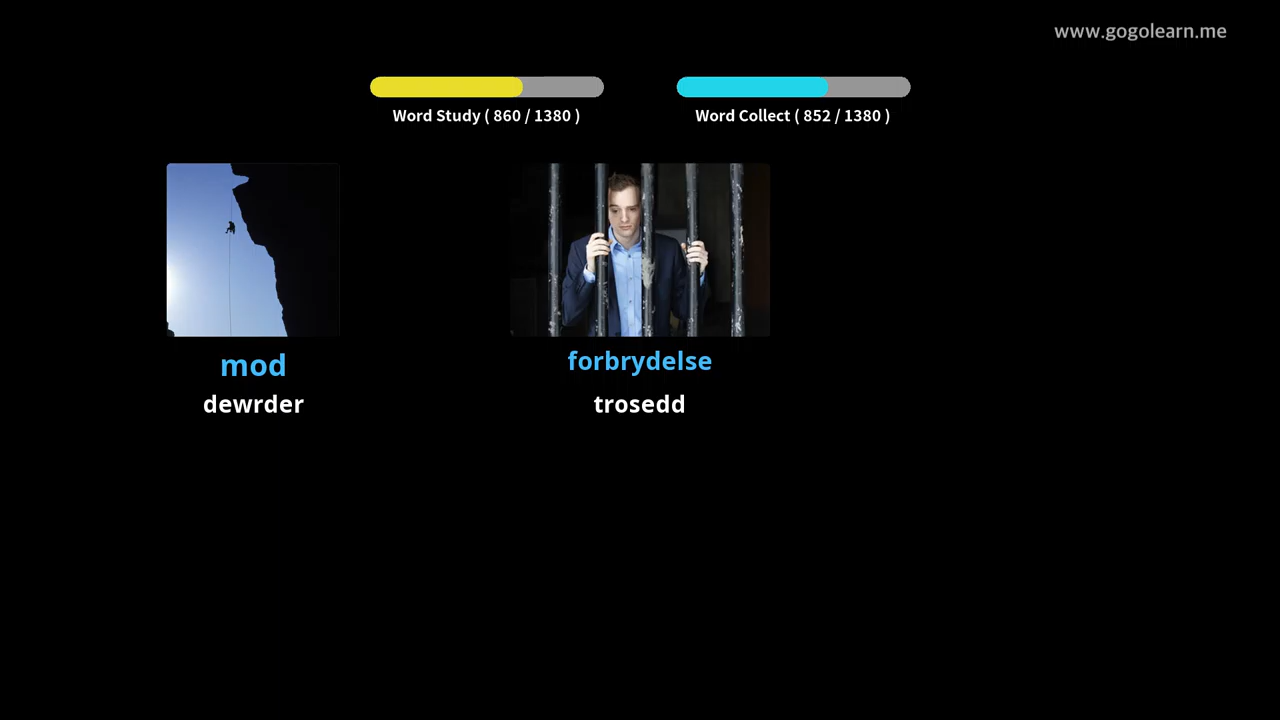 www.gogolearn.me
Word Study ( 860 / 1380 )
Word Collect ( 852 / 1380 )
mod
dewrder
forbrydelse
trosedd